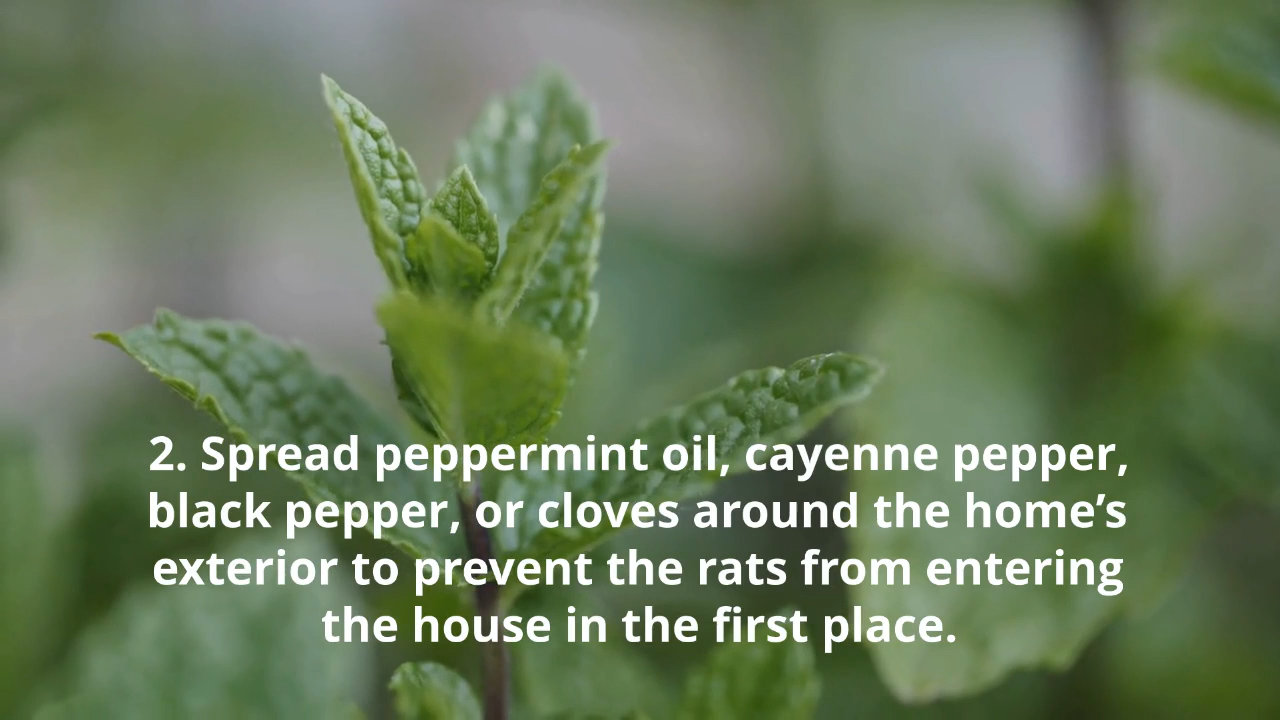 2. Spread peppermint oil, cayenne pepper,
black pepper, or cloves around the home’s
exterior to prevent the rats from entering
the house in the first place.